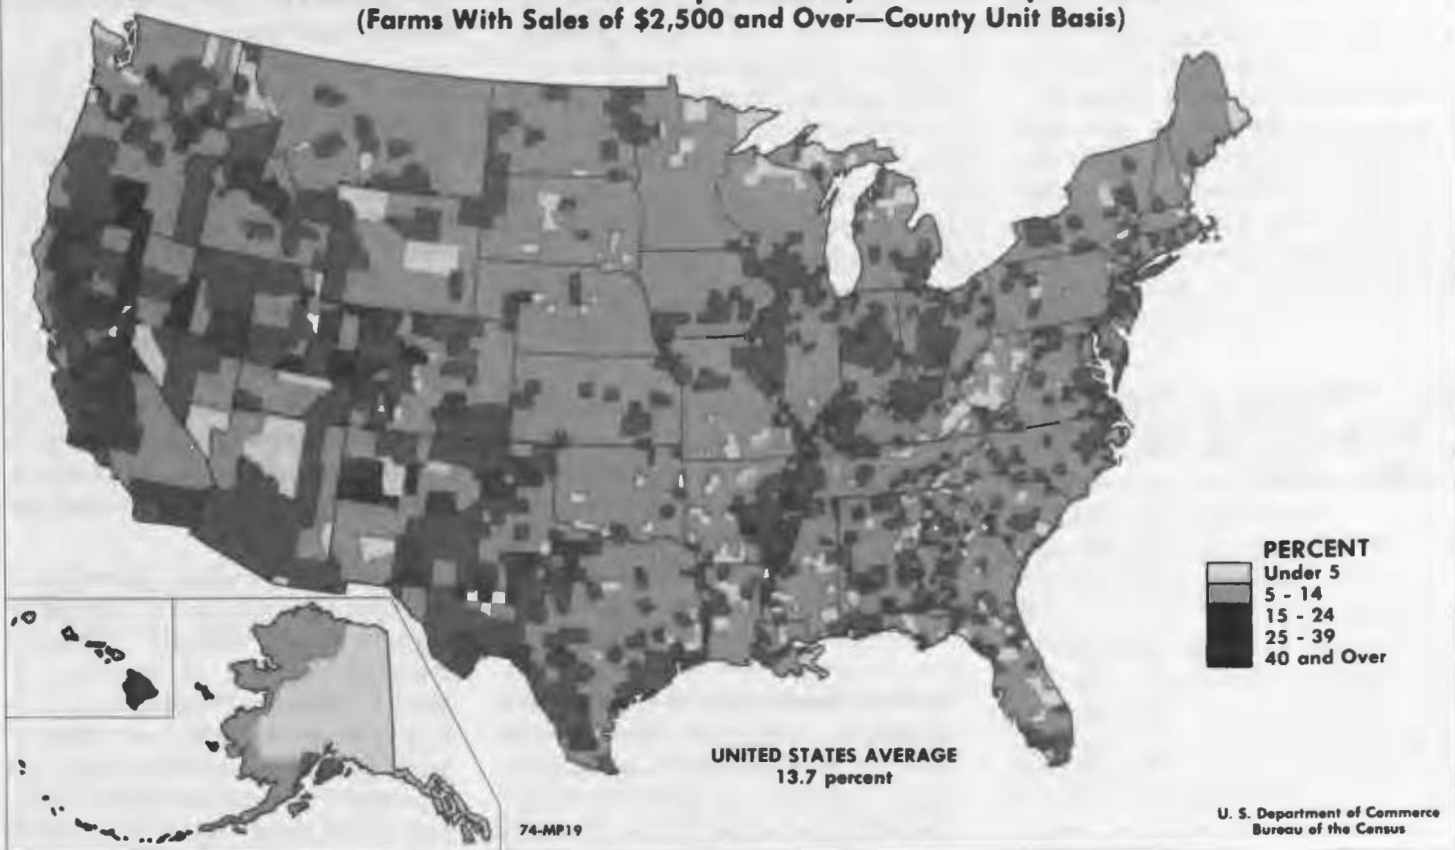 (Farms With Sales of $2,500 and Over—County Unit Basis)
PERCENT
Under 5
5 - 14
15 - 24
25 - 39
40 and Over
UNITED STATES AVERAGE
13.7 percent
74-MP19
U. S. Department of Commerce
Bureau of the Census